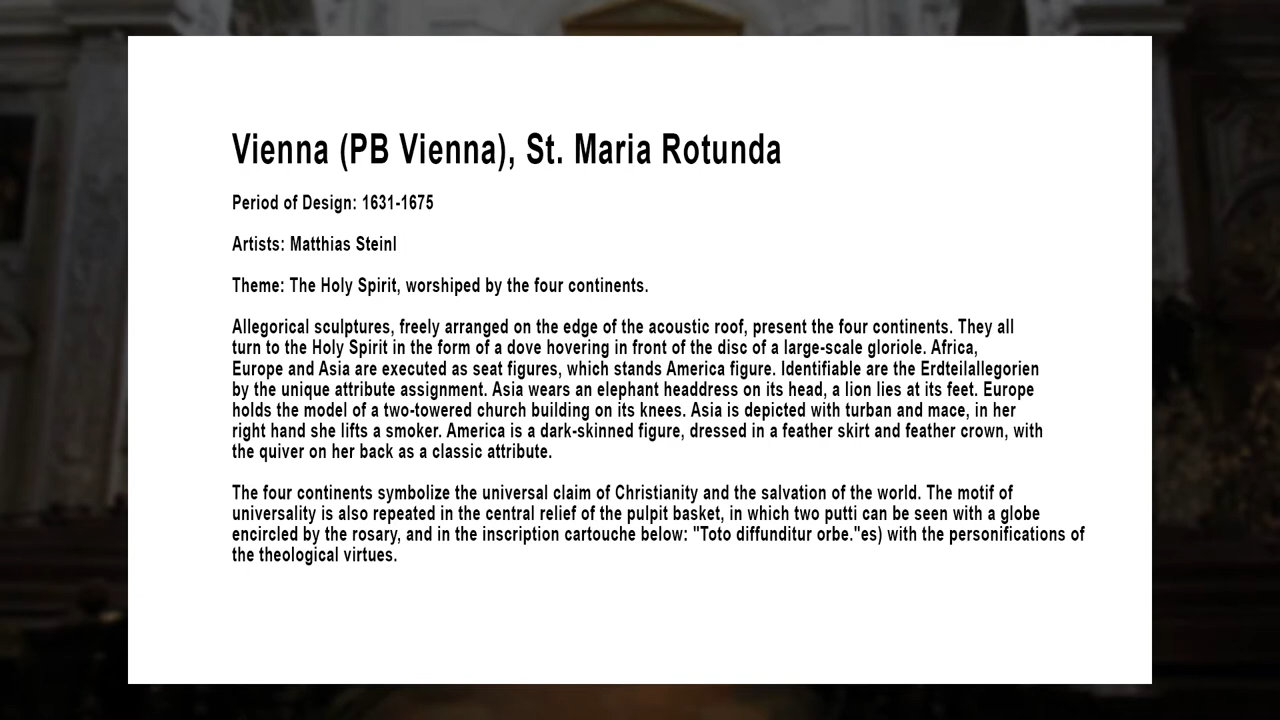 Vienna (PB Vienna), St. Maria Rotunda
Period of Design: 1631-1675
Artists: Matthias Steinl
Theme: The Holy Spirit, worshiped by the four continents.
Allegorical sculptures, freely arranged on the edge of the acoustic roof, present the four continents. They all
turn to the Holy Spirit in the form of a dove hovering in front of the disc of a large-scale gloriole. Africa,
Europe and Asia are executed as seat figures, which stands America figure. Identifiable are the Erdteilallegorien
by the unique attribute assignment. Asia wears an elephant headdress on its head, a lion lies at its feet. Europe
holds the model of a two-towered church building on its knees. Asia is depicted with turban and mace, in her
right hand she lifts a smoker. America is a dark-skinned figure, dressed in a feather skirt and feather crown, with
the quiver on her back as a classic attribute.
The four continents symbolize the universal claim of Christianity and the salvation of the world. The motif of
universality is also repeated in the central relief of the pulpit basket, in which two putti can be seen with a globe
encircled by the rosary, and in the inscription cartouche below: "Toto diffunditur orbe."es) with the personifications of
the theological virtues.